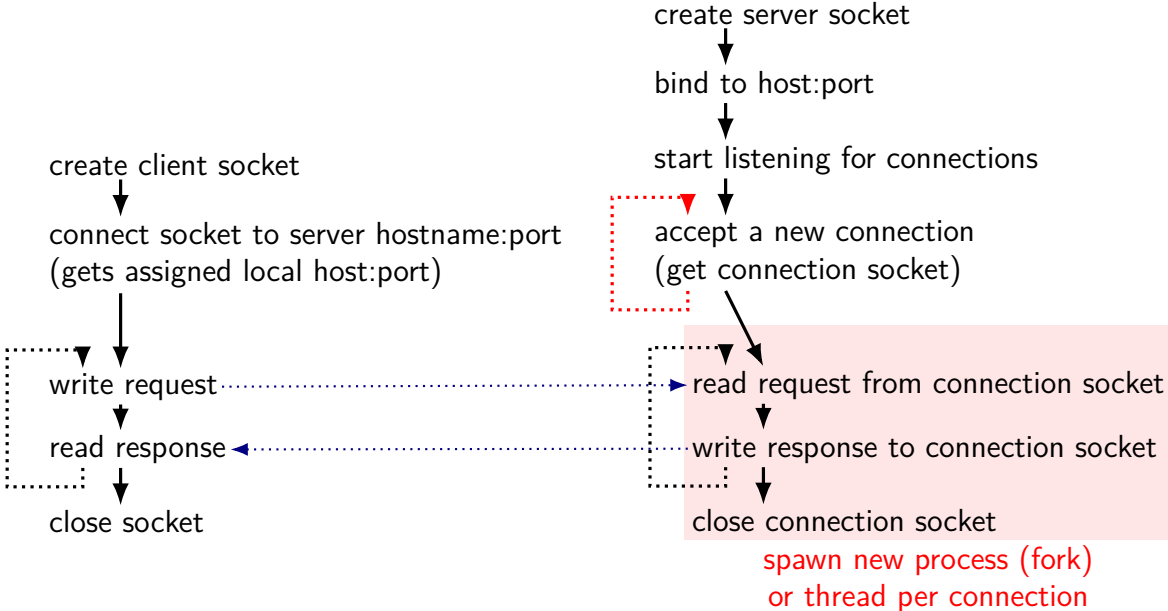 create server socket
bind to host:port
start listening for connections
accept a new connection
(get connection socket)
create client socket
connect socket to server hostname:port
(gets assigned local host:port)
write request
read response
close socket
read request from connection socket
write response to connection socket
close connection socket
spawn new process (fork)
or thread per connection